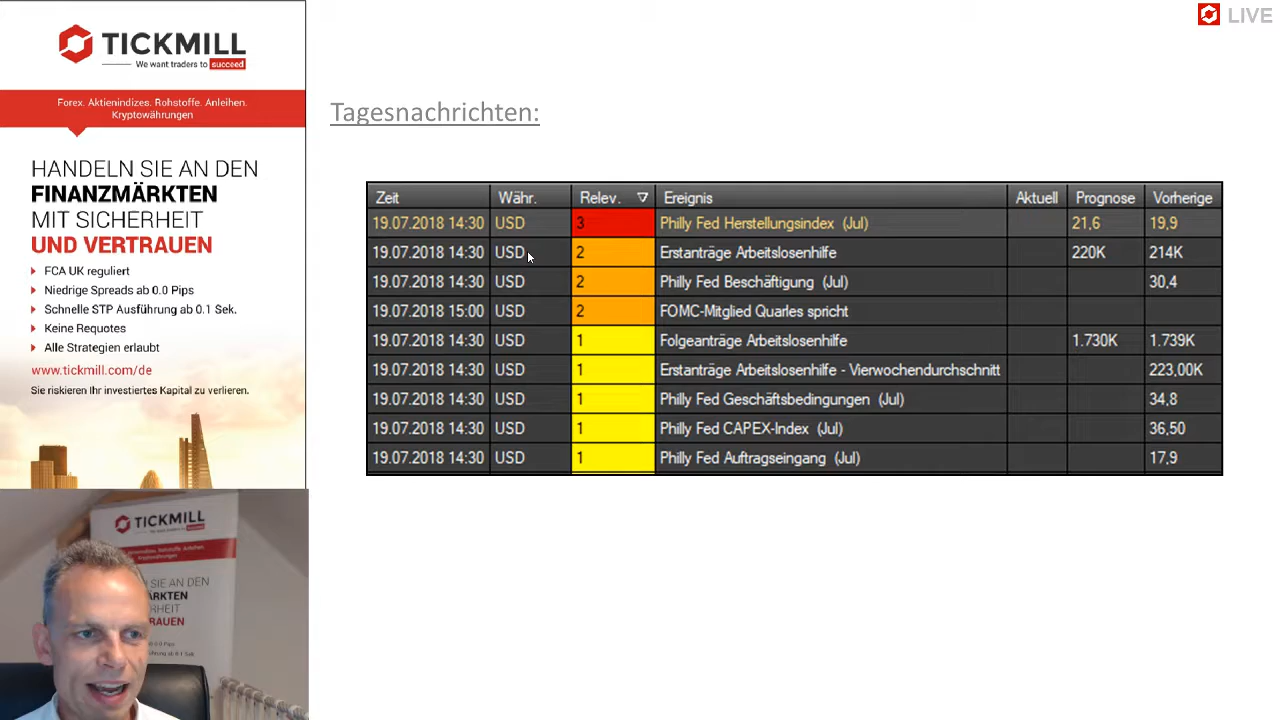 TICKMILL
We want traders to succeed
Forex. Aktienindizes. Rohstoffe. Anleihen.
Kryptowährungen
HANDELN SIE AN DEN
FINANZMÄRKTEN
MIT SICHERHEIT
UND VERTRAUEN
FCA UK reguliert
Niedrige Spreads ab 0.0 Pips
Schnelle STP Ausführung ab 0.1 Sek.
Keine Requotes
Alle Strategien erlaubt
www.tickmill.com/de
Sie riskieren Ihr investiertes Kapital zu verlieren.
LIVE
Tagesnachrichten:
Zeit Währ. Relev. Ereignis Aktuell Prognose Vorherige
19.07.2018 14:30 USD 3 Philly Fed Herstellungsindex (Jul) 21,6 19,9
19.07.2018 14:30 USD 2 Erstanträge Arbeitslosenhilfe 220K 214K
19.07.2018 14:30 USD 2 Philly Fed Beschäftigung (Jul) 30,4
19.07.2018 15:00 USD 2 FOMC-Mitglied Quarles spricht
19.07.2018 14:30 USD 1 Folgeanträge Arbeitslosenhilfe 1.730K 1.739K
19.07.2018 14:30 USD 1 Erstanträge Arbeitslosenhilfe - Vierwochendurchschnitt 223,00K
19.07.2018 14:30 USD 1 Philly Fed Geschäftsbedingungen (Jul) 34,8
19.07.2018 14:30 USD 1 Philly Fed CAPEX-Index (Jul) 36,50
19.07.2018 14:30 USD 1 Philly Fed Auftragseingang (Jul) 17,9
TICKMILL
SIE AN DEN
ÄRKTEN
HERHEIT
RAUEN